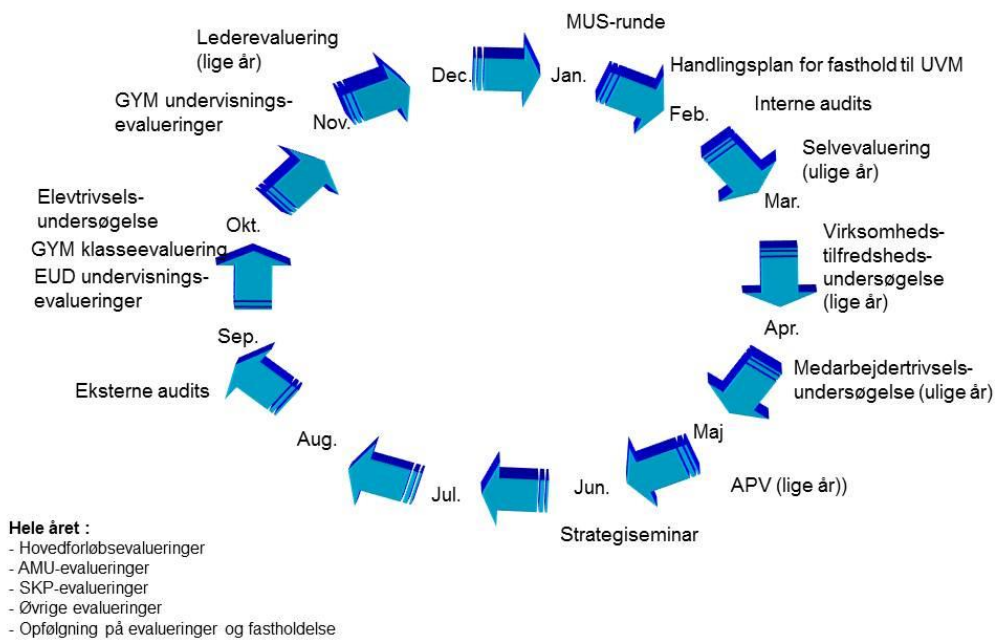 MUS-runde
Dec.
Jan.
Handlingsplan for fasthold til UVM
Feb.
Interne audits
Selvevaluering
(ulige år)
Mar.
Virksomheds-
tilfredsheds-
undersøgelse
(lige år)
Apr.
Medarbejdertrivsels-
undersøgelse (ulige år)
Maj
APV (lige år))
Jun.
Strategiseminar
Jul.
Aug.
Eksterne audits
Sep.
Elevtrivsels-
undersøgelse
GYM klasseevaluering
EUD undervisnings-
evalueringer
Okt.
GYM undervisnings-
evalueringer
Nov.
Lederevaluering
(lige år)
Hele året :
- Hovedforløbsevalueringer
- AMU-evalueringer
- SKP-evalueringer
- Øvrige evalueringer
- Opfølgning på evalueringer og fastholdelse